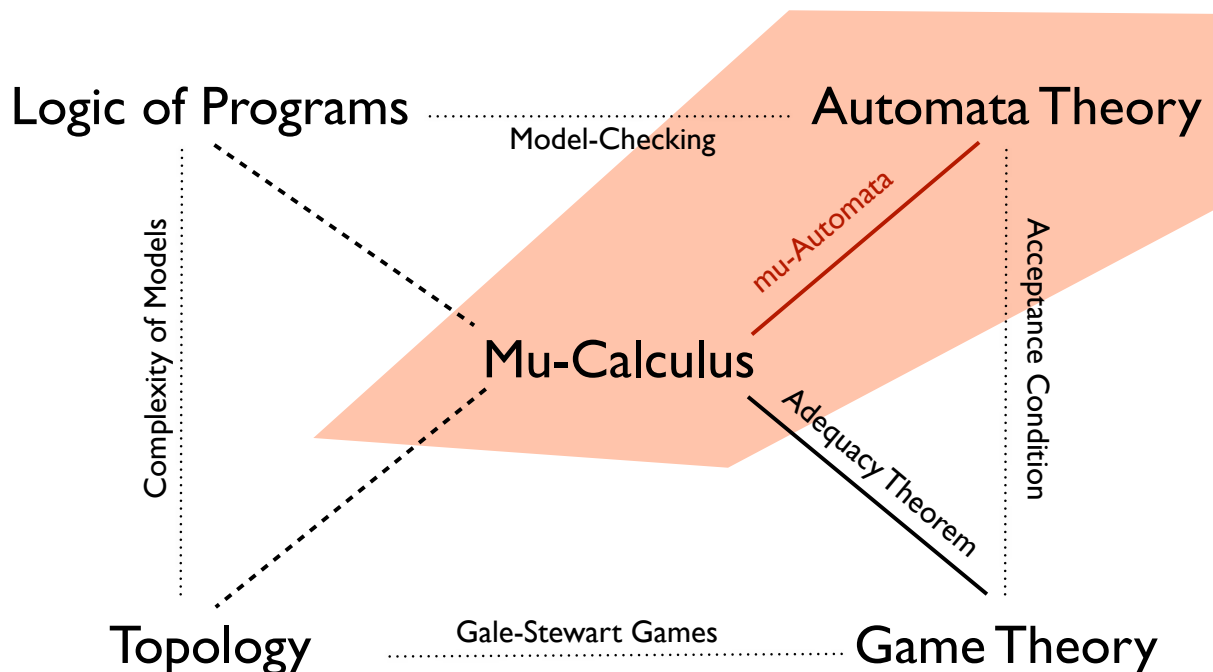 Logic of Programs
Automata Theory
Model-Checking
mu-Automata
Complexity of Models
Acceptance Condition
Mu-Calculus
Adequacy Theorem
Gale-Stewart Games
Topology
Game Theory